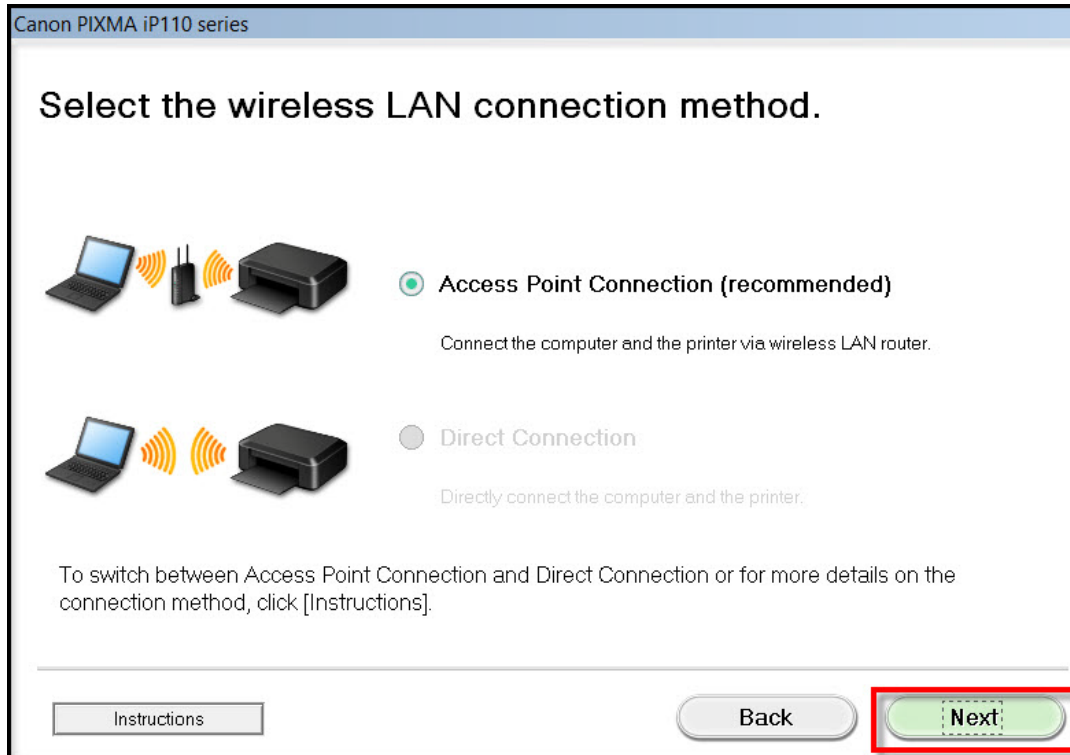 Canon PIXMA iP110 series
Select the wireless LAN connection method.
Access Point Connection (recommended)
Connect the computer and the printer via wireless LAN router.
Direct Connection
Directly connect the computer and the printer.
To switch between Access Point Connection and Direct Connection or for more details on the
connection method, click [Instructions].
Instructions
Back
Next